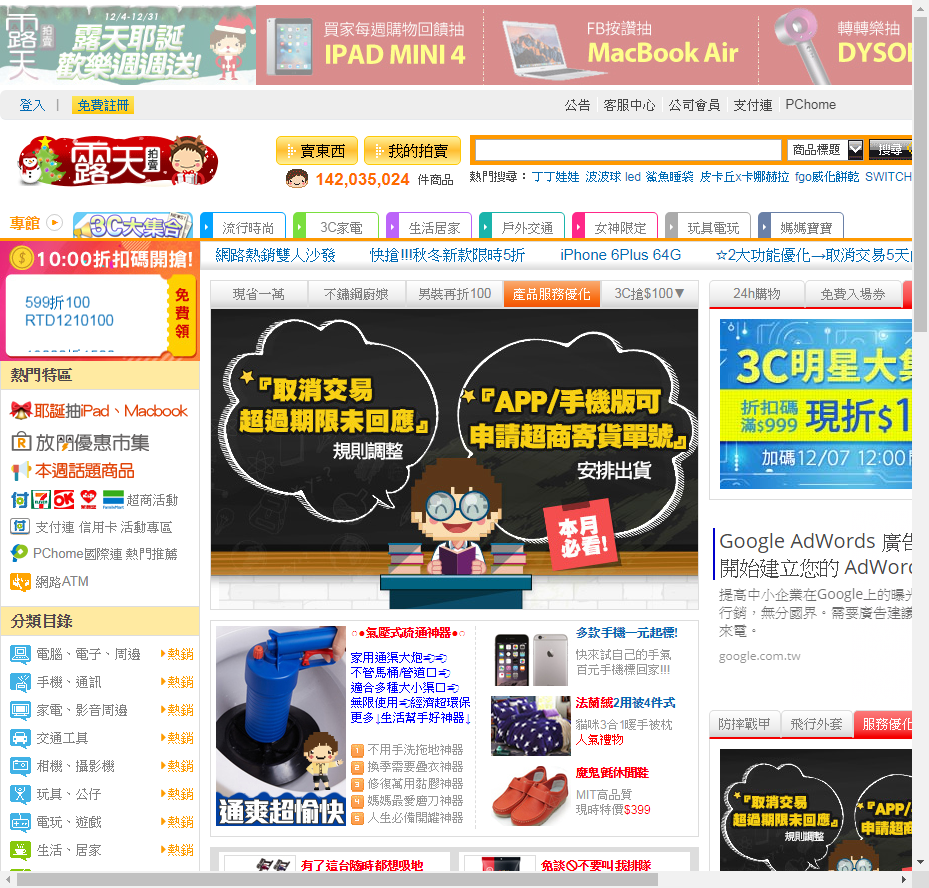 雨路天 拍賣
12/4-12/31
露天耶誕
歡樂週週送!
買家每週購物回饋抽
IPAD MINI 4
FB按讚抽
MacBook Air
轉轉樂抽
DYSO
登入 | 免費註冊
公告 客服中心 公司會員 支付連 PChome
露天 拍賣
賣東西 我的拍賣
商品標題 搜尋
142,035,024 件商品
熱門搜尋： 丁丁娃娃 波波球 led 鯊魚睡袋 皮卡丘x卡娜赫拉 fgo威化餅乾 SWITCH
專館 3C大集合 流行時尚 3C家電 生活居家 戶外交通 女神限定 玩具電玩 媽媽寶寶
網路熱銷雙人沙發 快搶!!!秋冬新款限時5折 iPhone 6Plus 64G ☆2大功能優化→取消交易5天
$ 10:00折扣碼開搶!
599折100
RTD1210100
免費領
熱門特區
耶誕抽iPad、Macbook
放閃優惠市集
本週話題商品
超商活動
支付連 信用卡 活動專區
PChome國際連 熱門推薦
網路ATM
分類目錄
電腦、電子、周邊 熱銷
手機、通訊 熱銷
家電、影音周邊 熱銷
交通工具 熱銷
相機、攝影機 熱銷
玩具、公仔 熱銷
電玩、遊戲 熱銷
生活、居家 熱銷
現省一萬 不鏽鋼廚娘 男裝再折100 產品服務優化 3C搶$100▼
『取消交易
超過期限未回應』
規則調整
『APP/手機版可
申請超商寄貨單號』
安排出貨
本月
必看!
通爽超愉快
○●氣壓式疏通神器●○
家用通渠大炮
不管馬桶/管道口
適合多種大小渠口
無限使用 經濟超環保
更多↓生活幫手好神器↓
1 不用手洗拖地神器
2 換季需要疊衣神器
3 修復萬用黏膠神器
4 媽媽最愛磨刀神器
5 人生必備開罐神器
多款手機一元起標!
快來試自己的手氣
百元手機標回家!!!
法蘭絨2用被4件式
貓咪3合1暖手被枕
人氣禮物
魔鬼氈休閒鞋
MIT高品質
現時特價$399
有了這台隨時都想吸地
免談 不要叫我排隊
24h購物 免費入場券
3C明星大集
折扣碼
滿$999
現折$1
加碼12/07 12:00
Google AdWords 廣告
開始建立您的 AdWord
提高中小企業在Google上的曝光
行銷，無分國界。需要廣告建議
來電。
google.com.tw
防撞戰甲 飛行外套 服務優化
『取消交易
超過期限未回應』
規則調整
『APP/
申請超商